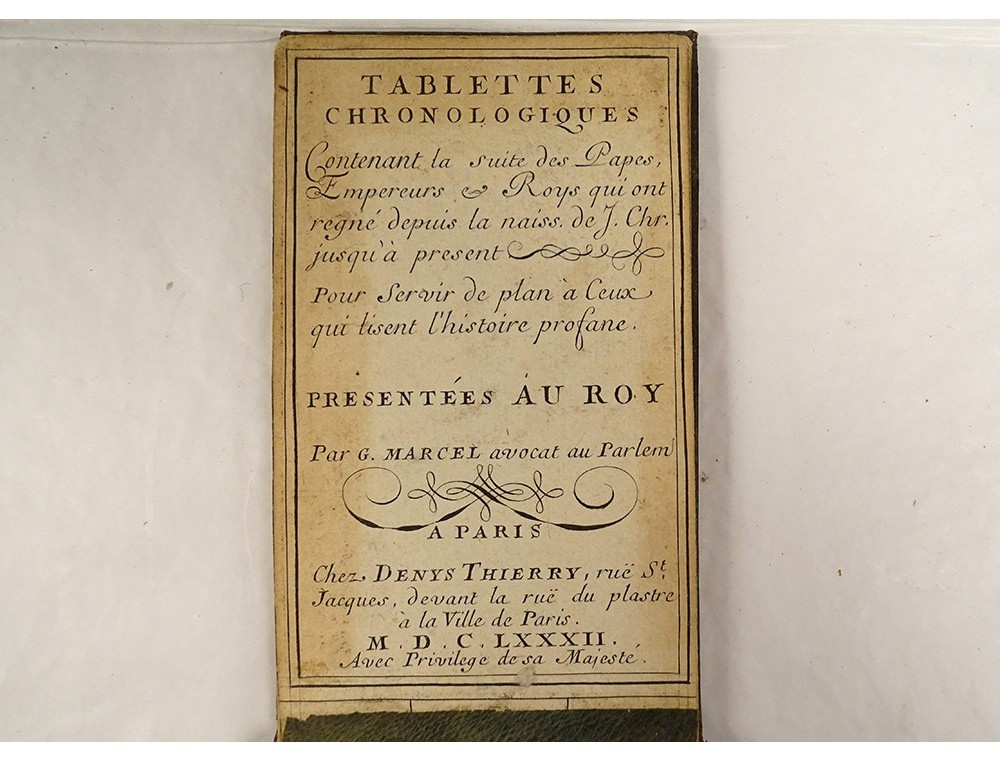 TABLETTES
CHRONOLOGIQUES
Contenant la suite des Papes,
Empereurs & Roys qui ont
regné depuis la naiss. de J. Chr.
jusqu'à present
Pour Servir de plan à Ceux
qui lisent l'histoire profane.
PRESENTÉES AU ROY
Par G. MARCEL avocat au Parlem
A PARIS
Chez DENYS THIERRY, ruë St.
Jacques, devant la ruë du plastre
à la Ville de Paris.
M. D. C. LXXXII.
Avec Privilege de sa Majesté.